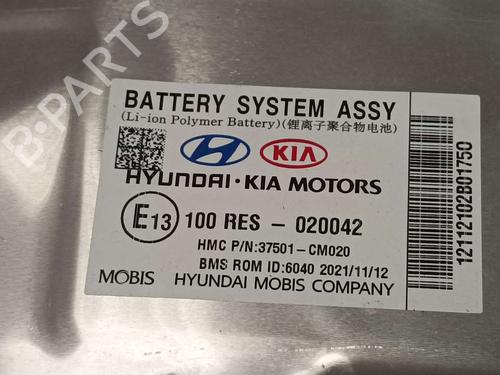 BATTERY SYSTEM ASSY
(Li-ion Polymer Battery)(锂离子聚合物电池)
KIA
HYUNDAI·KIA MOTORS
E13 100 RES - 020042
HMC P/N:37501-CM020
BMS ROM ID:6040 2021/11/12
MOBIS HYUNDAI MOBIS COMPANY
12112102B01750
B-PARTS